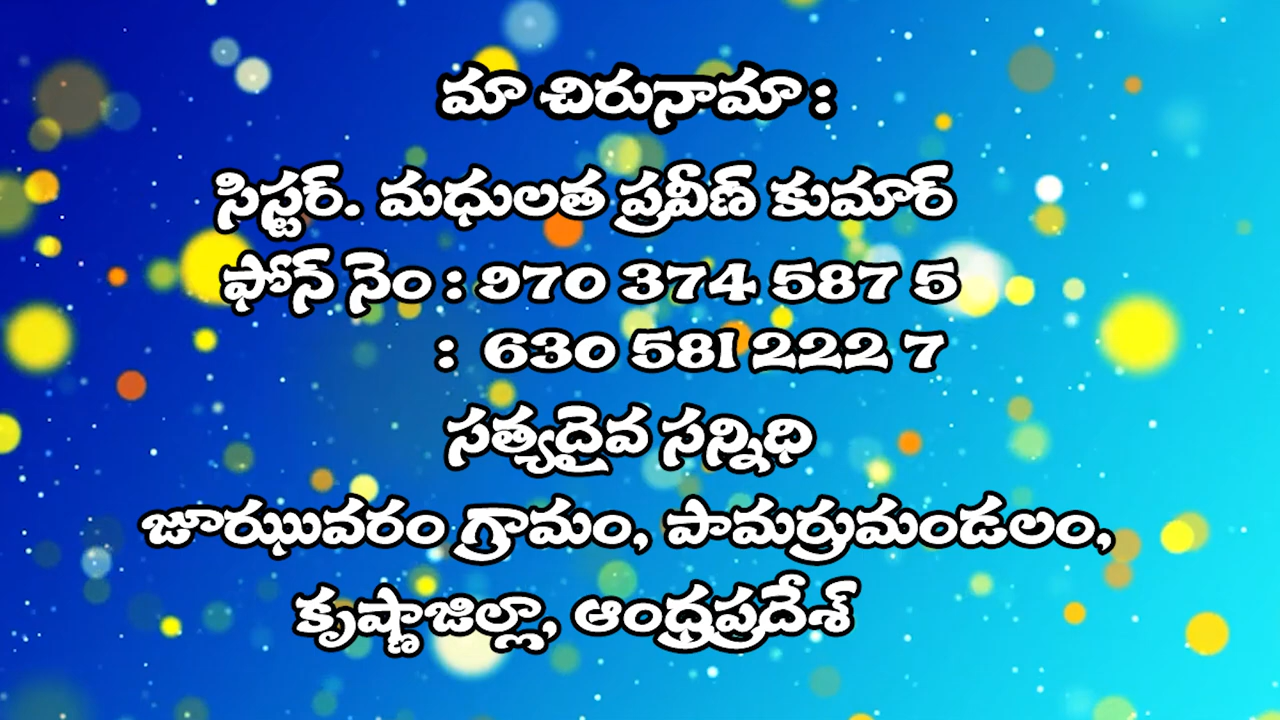 మా చిరునామా :
సిస్టర్. మధులత ప్రవీణ్ కుమార్
ఫోన్ నెం : 970 374 587 5
: 630 581 222 7
సత్యదైవ సన్నిధి
జూఝువరం గ్రామం, పామర్రుమండలం,
కృష్ణాజిల్లా, ఆంధ్రప్రదేశ్